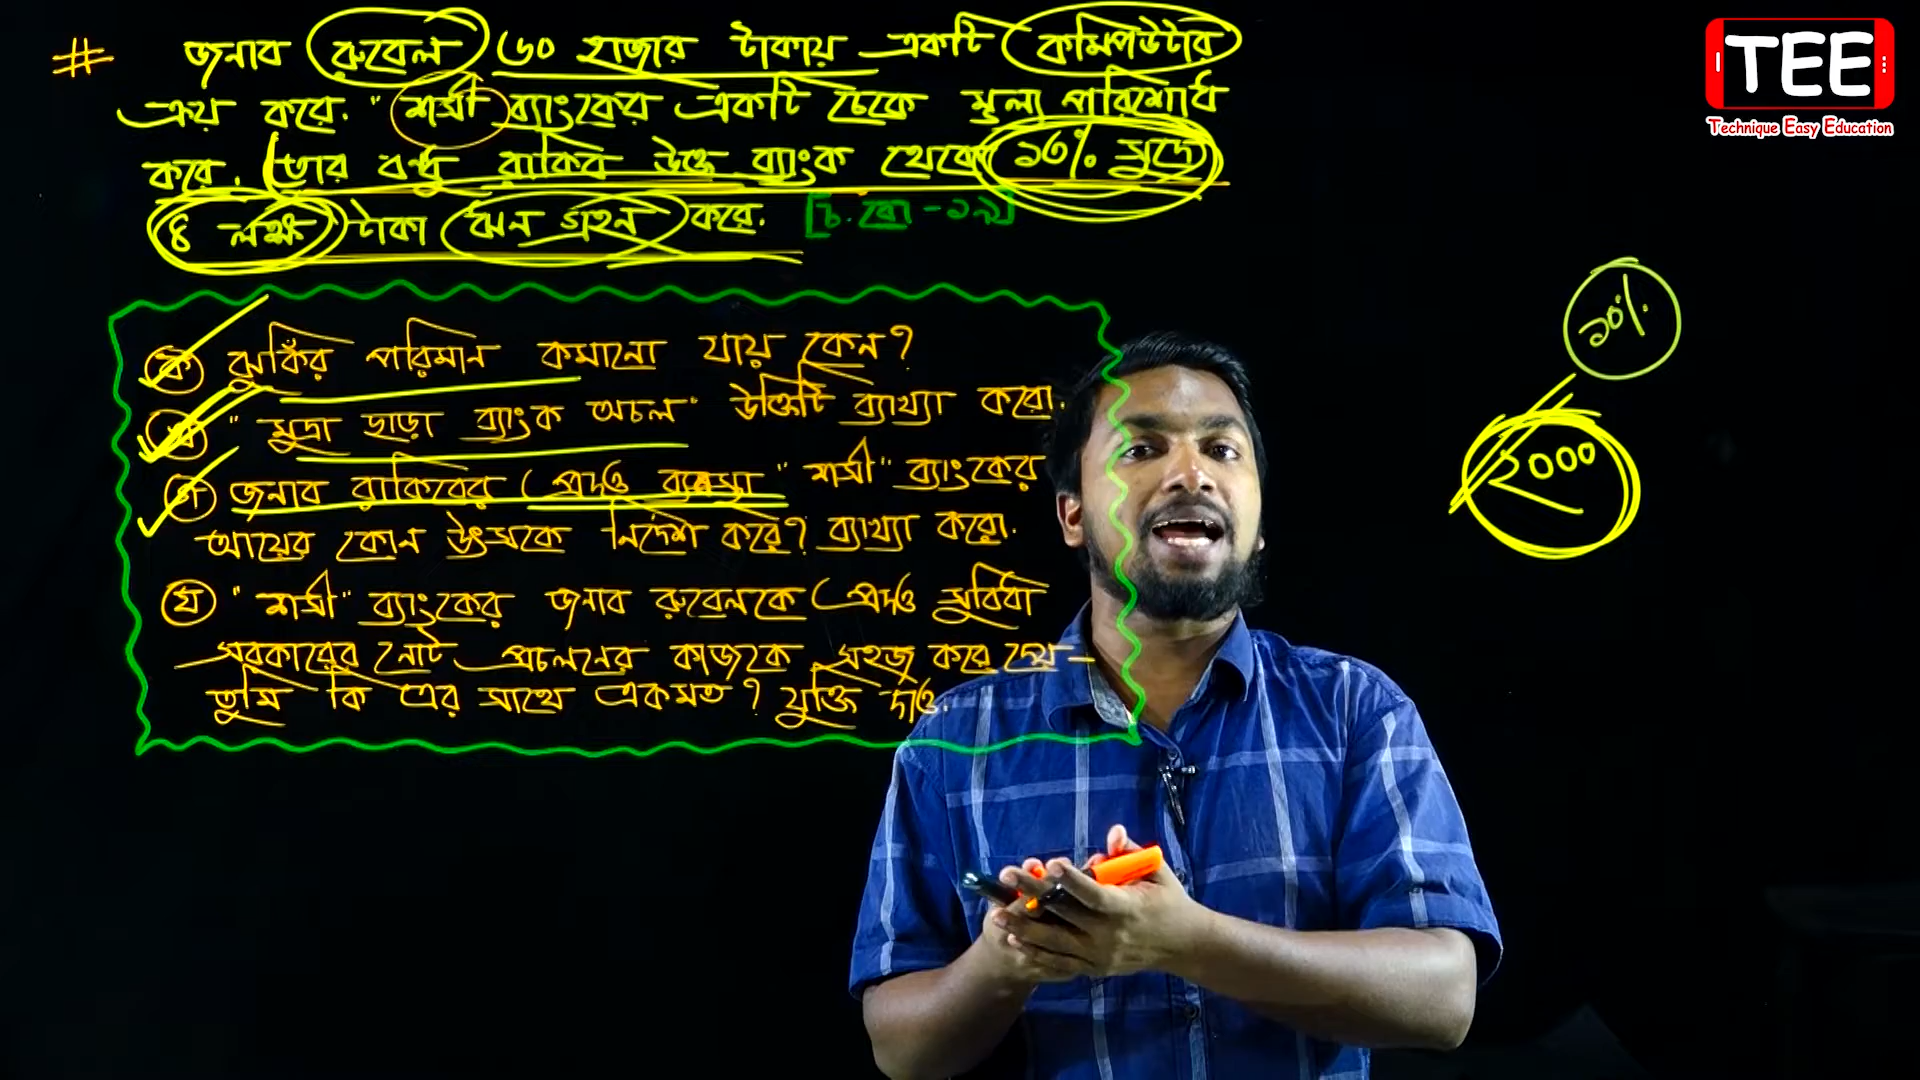 # জনাব রুবেল ৬০ হাজার টাকায় একটি কম্পিউটার
ক্রয় করে. "শামী" ব্যাংকের একটি চেকে মূল্য পরিশোধ
করে. তার বন্ধু রাকিব উক্ত ব্যাংক থেকে ১৩% সুদে
৪ লক্ষ টাকা ঋন গ্রহন করে. [চ. বো - ১৯]
ক ঝুকির পরিমান কমানো যায় কেন?
খ "মুদ্রা ছাড়া ব্যাংক অচল" উক্তিটি ব্যাখ্যা করো.
গ জনাব রাকিবের প্রদত্ত ব্যবস্থা "শামী" ব্যাংকের
আয়ের কোন উৎসকে নির্দেশ করে? ব্যাখ্যা করো.
ঘ "শামী" ব্যাংকের জনাব রুবেলকে প্রদত্ত সুবিধা
সরকারের নোট প্রচলনের কাজকে সহজ করে দেয় -
তুমি কি এর সাথে একমত? যুক্তি দাও.
১০%
২০০০
TEE
Technique Easy Education